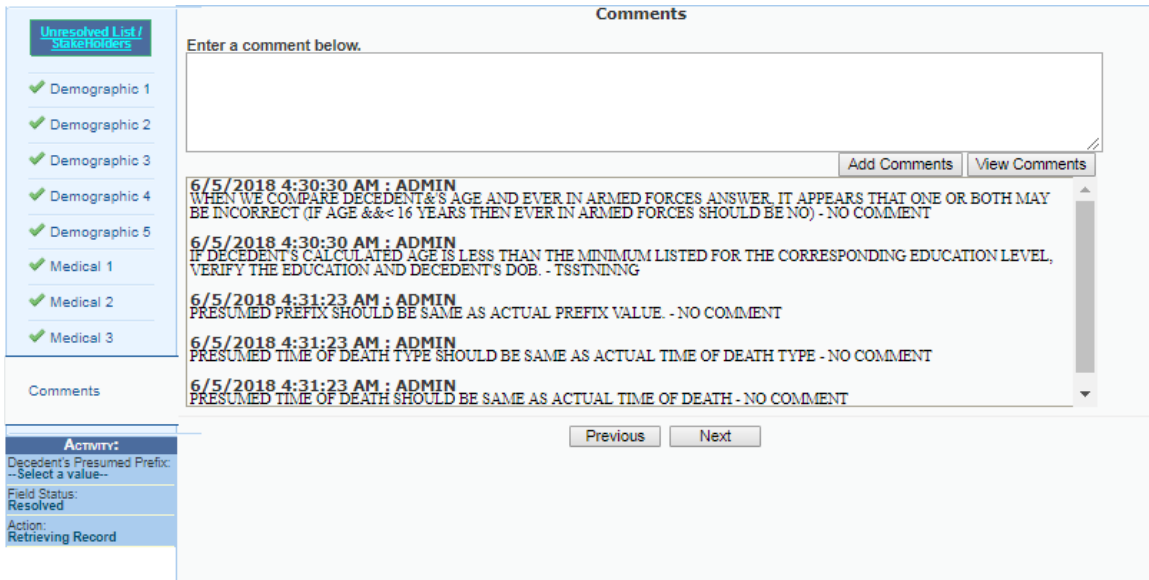 Comments
Unresolved List /
StakeHolders
Enter a comment below.
Demographic 1
Demographic 2
Demographic 3
Demographic 4
Demographic 5
Medical 1
Medical 2
Medical 3
Comments
Add Comments
View Comments
6/5/2018 4:30:30 AM : ADMIN
WHEN WE COMPARE DECEDENT&'S AGE AND EVER IN ARMED FORCES ANSWER, IT APPEARS THAT ONE OR BOTH MAY
BE INCORRECT (IF AGE &&< 16 YEARS THEN EVER IN ARMED FORCES SHOULD BE NO) - NO COMMENT
6/5/2018 4:30:30 AM : ADMIN
IF DECEDENT'S CALCULATED AGE IS LESS THAN THE MINIMUM LISTED FOR THE CORRESPONDING EDUCATION LEVEL,
VERIFY THE EDUCATION AND DECEDENT'S DOB. - TSSTNINNG
6/5/2018 4:31:23 AM : ADMIN
PRESUMED PREFIX SHOULD BE SAME AS ACTUAL PREFIX VALUE. - NO COMMENT
6/5/2018 4:31:23 AM : ADMIN
PRESUMED TIME OF DEATH TYPE SHOULD BE SAME AS ACTUAL TIME OF DEATH TYPE - NO COMMENT
6/5/2018 4:31:23 AM : ADMIN
PRESUMED TIME OF DEATH SHOULD BE SAME AS ACTUAL TIME OF DEATH - NO COMMENT
Previous
Next
ACTIVITY:
Decedent's Presumed Prefix:
--Select a value--
Field Status:
Resolved
Action:
Retrieving Record